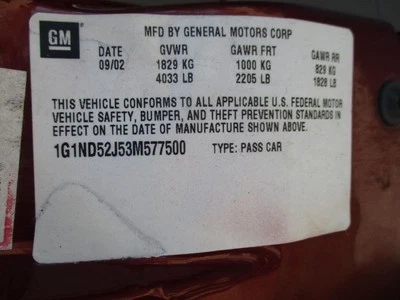 GM
MFD BY GENERAL MOTORS CORP
DATE GVWR GAWR FRT GAWR RR
09/02 1829 KG 1000 KG 829 KG
4033 LB 2205 LB 1828 LB
THIS VEHICLE CONFORMS TO ALL APPLICABLE U.S. FEDERAL MOTOR
VEHICLE SAFETY, BUMPER, AND THEFT PREVENTION STANDARDS IN
EFFECT ON THE DATE OF MANUFACTURE SHOWN ABOVE.
1G1ND52J53M577500 TYPE: PASS CAR